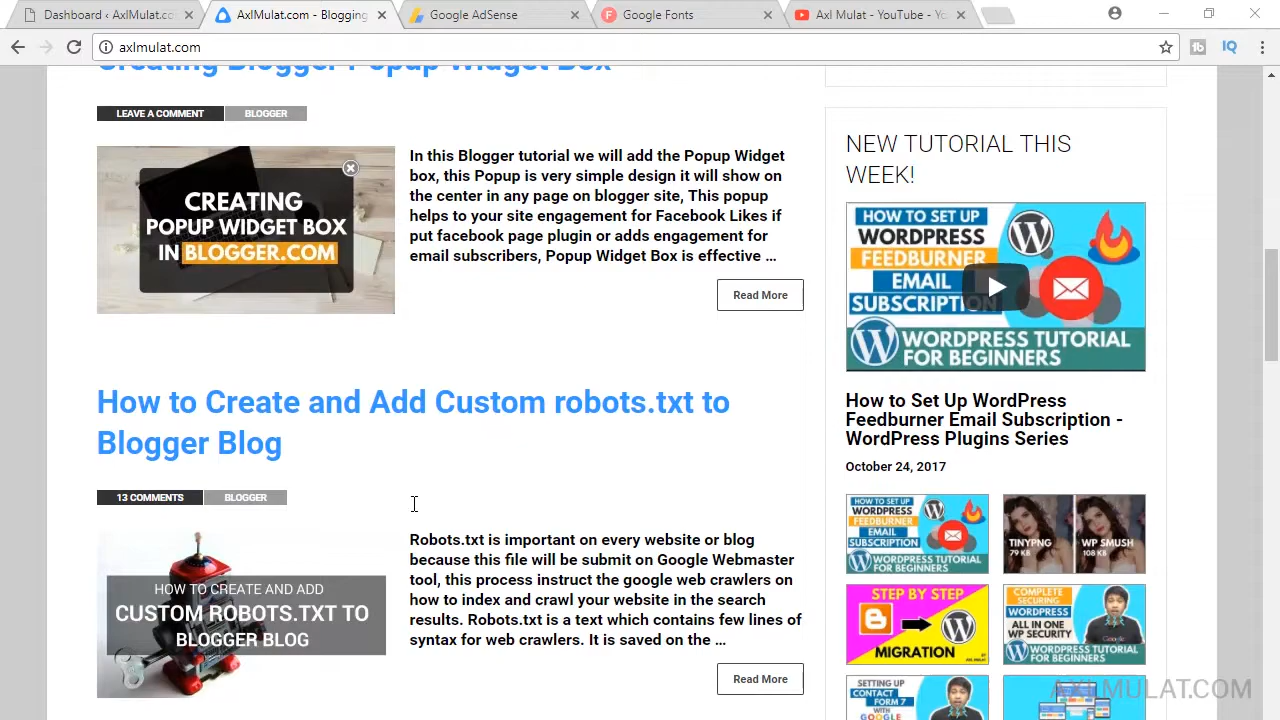 Dashboard ‹ AxlMulat.co
AxlMulat.com - Blogging
Google AdSense
Google Fonts
Axl Mulat - YouTube - Yo
axlmulat.com
Creating Blogger Popup Widget Box
LEAVE A COMMENT
BLOGGER
CREATING
POPUP WIDGET BOX
IN BLOGGER.COM
In this Blogger tutorial we will add the Popup Widget
box, this Popup is very simple design it will show on
the center in any page on blogger site, This popup
helps to your site engagement for Facebook Likes if
put facebook page plugin or adds engagement for
email subscribers, Popup Widget Box is effective ...
Read More
How to Create and Add Custom robots.txt to
Blogger Blog
13 COMMENTS
BLOGGER
HOW TO CREATE AND ADD
CUSTOM ROBOTS.TXT TO
BLOGGER BLOG
Robots.txt is important on every website or blog
because this file will be submit on Google Webmaster
tool, this process instruct the google web crawlers on
how to index and crawl your website in the search
results. Robots.txt is a text which contains few lines of
syntax for web crawlers. It is saved on the ...
Read More
NEW TUTORIAL THIS
WEEK!
HOW TO SET UP
WORDPRESS
FEEDBURNER
EMAIL
SUBSCRIPTION
WORDPRESS TUTORIAL
FOR BEGINNERS
How to Set Up WordPress
Feedburner Email Subscription -
WordPress Plugins Series
October 24, 2017
HOW TO SET UP
WORDPRESS
FEEDBURNER
EMAIL
SUBSCRIPTION
WORDPRESS TUTORIAL
FOR BEGINNERS
TINYPNG
79 KB
WP SMUSH
108 KB
STEP BY STEP
MIGRATION
BY
AXL MULAT
COMPLETE
SECURING
WORDPRESS
ALL IN ONE
WP SECURITY
Google
WORDPRESS TUTORIAL
FOR BEGINNERS
SETTING UP
CONTACT
FORM 7
WITH
GOOGLE
AXLMULAT.COM